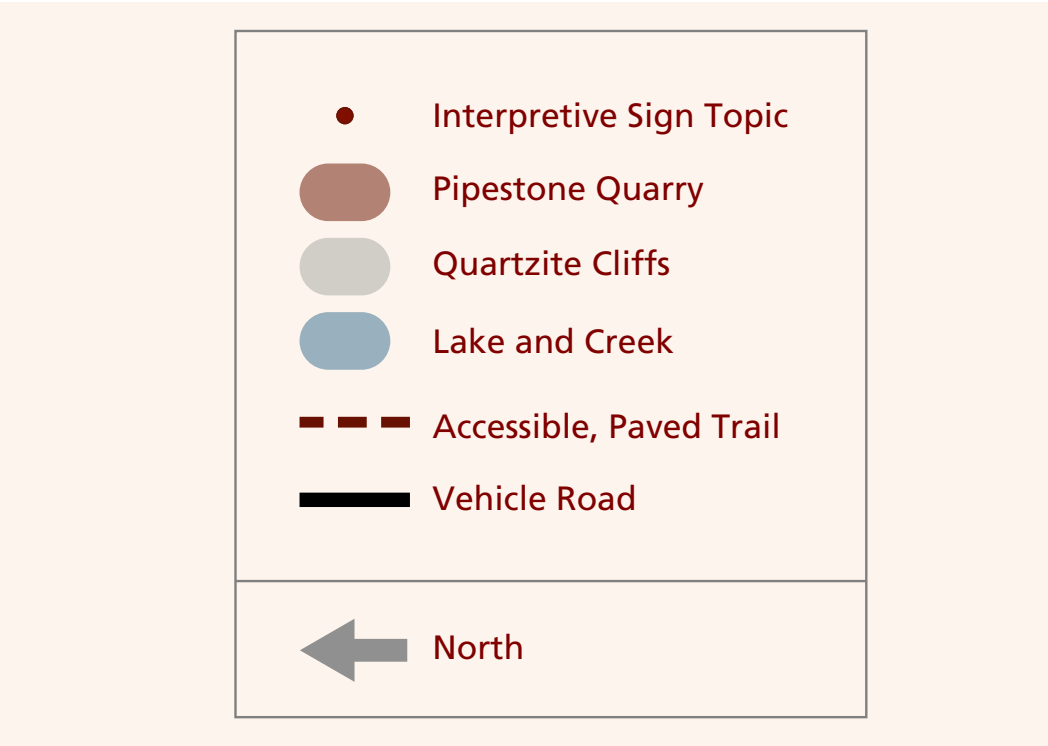 Interpretive Sign Topic
Pipestone Quarry
Quartzite Cliffs
Lake and Creek
Accessible, Paved Trail
Vehicle Road
North